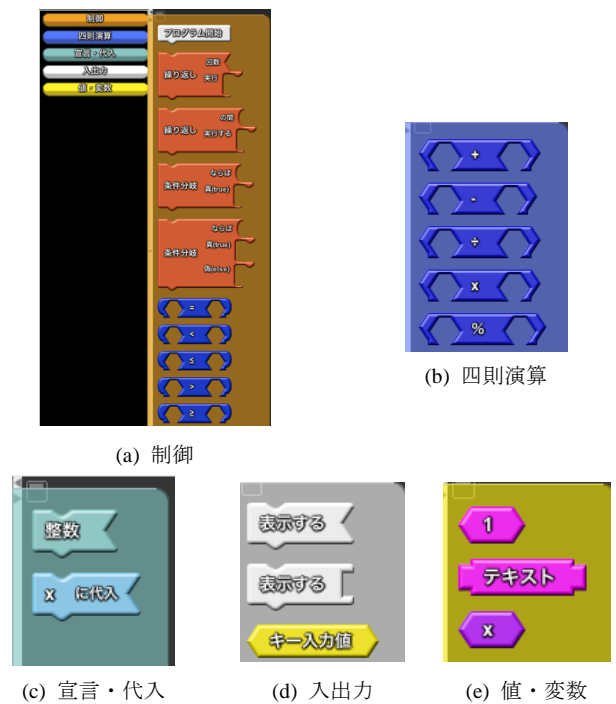 制御
四則演算
宣言・代入
入出力
値・変数
プログラム開始
回数
繰り返し
実行
の間
繰り返し
実行する
ならば
条件分岐
真(true)
ならば
真(true)
条件分岐
偽(else)
=
<
≤
>
≥
(a) 制御
+
-
÷
x
%
(b) 四則演算
整数
x に代入
(c) 宣言・代入
表示する
表示する
キー入力値
(d) 入出力
1
テキスト
x
(e) 値・変数